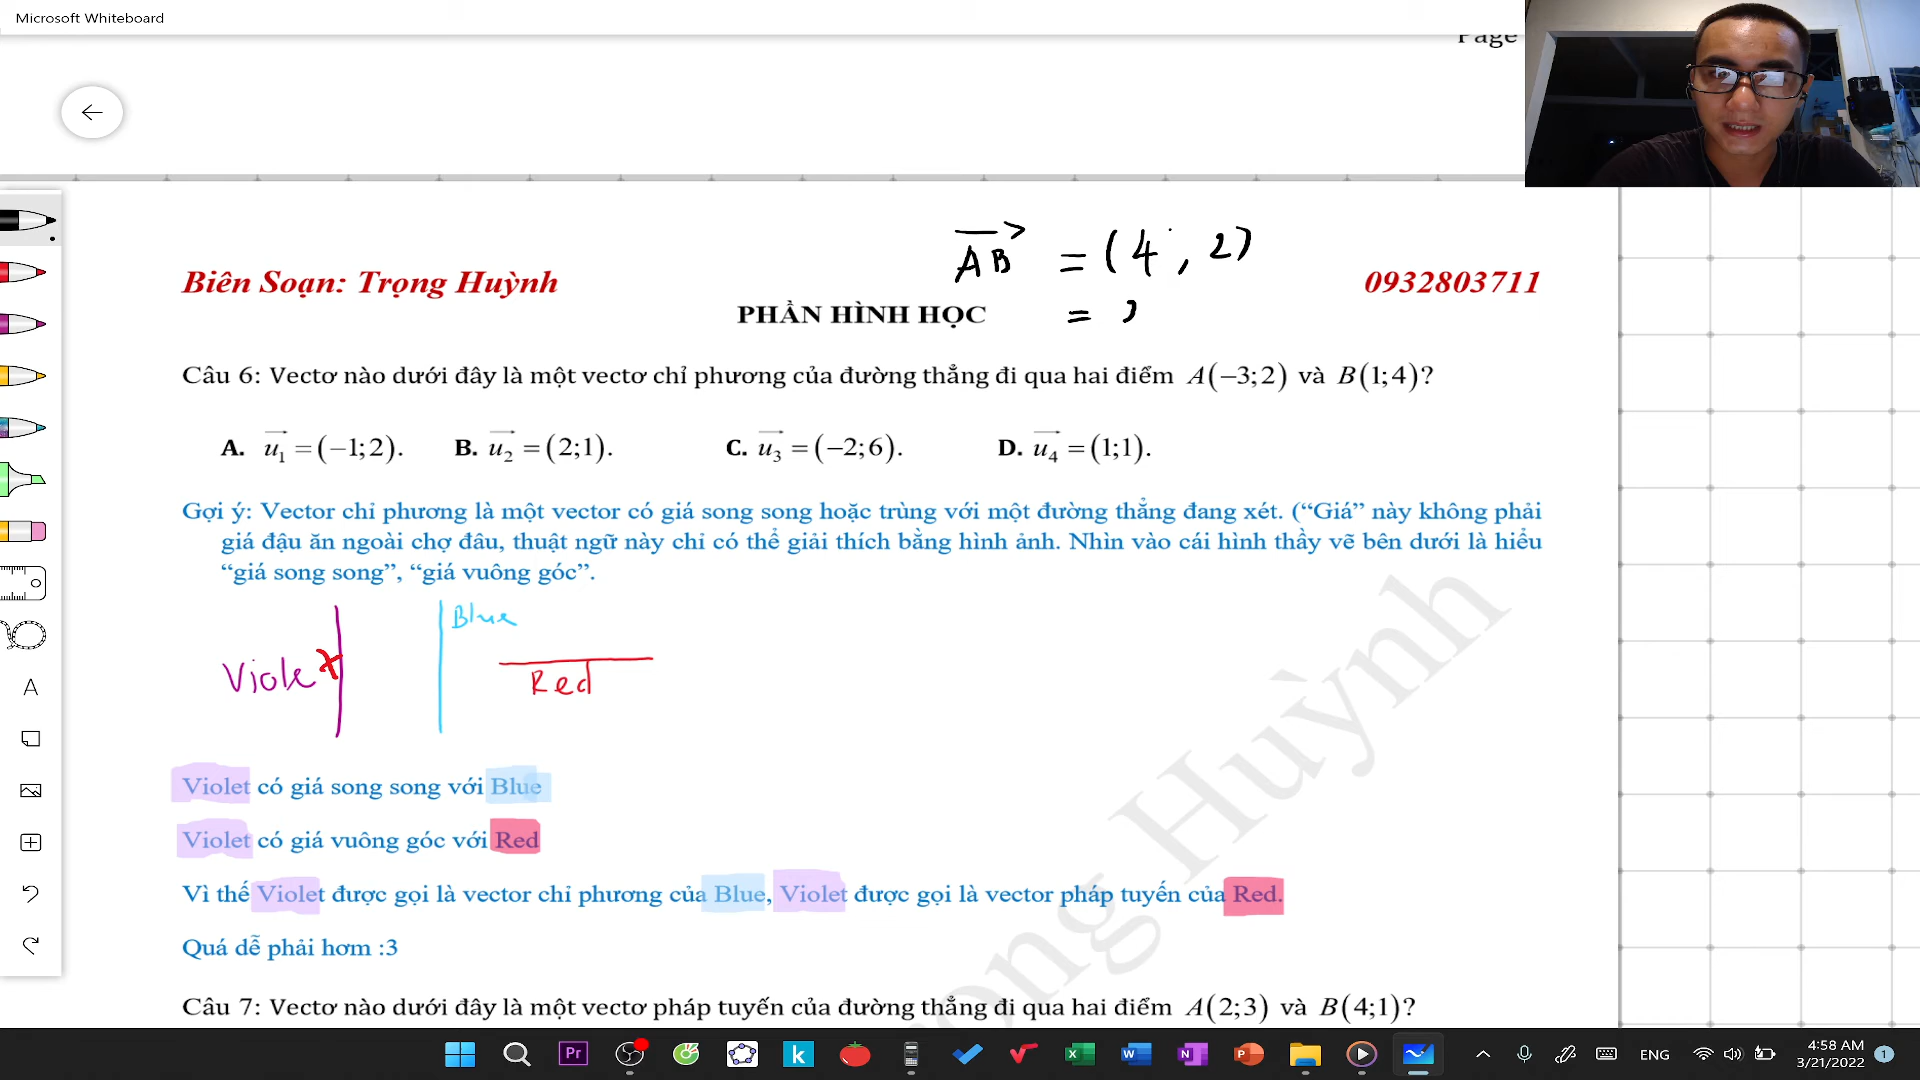 Microsoft Whiteboard
Page
AB = (4 , 2)
Biên Soạn: Trọng Huỳnh
0932803711
PHẦN HÌNH HỌC
=
Câu 6: Vectơ nào dưới đây là một vectơ chỉ phương của đường thẳng đi qua hai điểm A(−3;2) và B(1;4)?
A. u₁ = (−1;2). B. u₂ = (2;1). C. u₃ = (−2;6). D. u₄ = (1;1).
Gợi ý: Vector chỉ phương là một vector có giá song song hoặc trùng với một đường thẳng đang xét. (“Giá” này không phải
giá đậu ăn ngoài chợ đâu, thuật ngữ này chỉ có thể giải thích bằng hình ảnh. Nhìn vào cái hình thầy vẽ bên dưới là hiểu
“giá song song”, “giá vuông góc”.
Blue
Violet
Red
Violet có giá song song với Blue
Violet có giá vuông góc với Red
Vì thế Violet được gọi là vector chỉ phương của Blue, Violet được gọi là vector pháp tuyến của Red.
Quá dễ phải hơm :3
Câu 7: Vectơ nào dưới đây là một vectơ pháp tuyến của đường thẳng đi qua hai điểm A(2;3) và B(4;1)?
ong Huỳnh
A
Pr
k
ENG
4:58 AM
3/21/2022
1